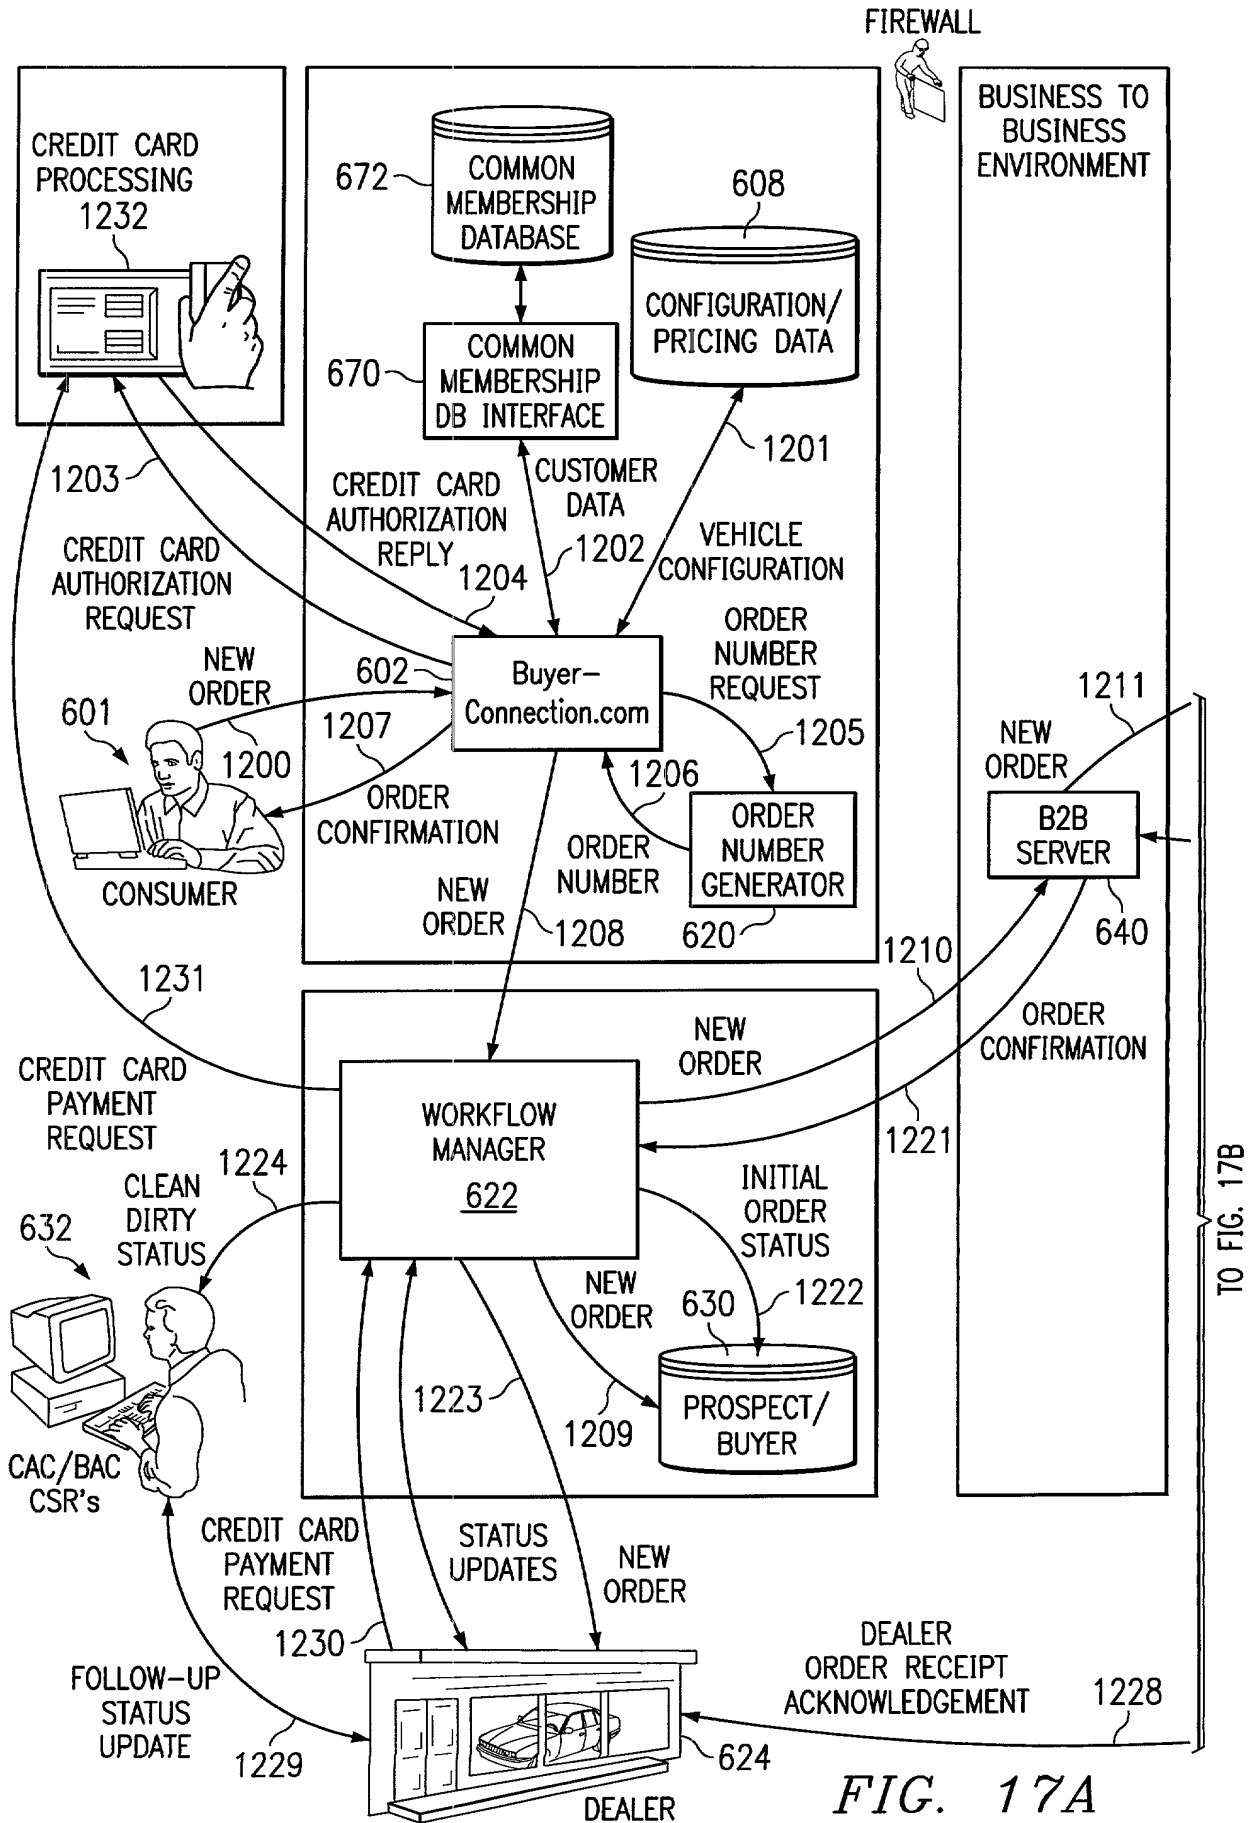 FIREWALL
CREDIT CARD
PROCESSING
1232
672
COMMON
MEMBERSHIP
DATABASE
608
CONFIGURATION/
PRICING DATA
BUSINESS TO
BUSINESS
ENVIRONMENT
670
COMMON
MEMBERSHIP
DB INTERFACE
1201
1203
CREDIT CARD
AUTHORIZATION
REPLY
CUSTOMER
DATA
1202
VEHICLE
CONFIGURATION
CREDIT CARD
AUTHORIZATION
REQUEST
1204
ORDER
NUMBER
REQUEST
NEW
ORDER
602
Buyer-
Connection.com
601
1200
1207
1205
1206
ORDER
CONFIRMATION
ORDER
NUMBER
ORDER
NUMBER
GENERATOR
620
CONSUMER
NEW
ORDER
1208
1211
NEW
ORDER
B2B
SERVER
640
1210
1231
NEW
ORDER
ORDER
CONFIRMATION
1221
CREDIT CARD
PAYMENT
REQUEST
WORKFLOW
MANAGER
622
1224
CLEAN
DIRTY
STATUS
INITIAL
ORDER
STATUS
1222
632
NEW
ORDER
630
1223
1209
PROSPECT/
BUYER
CAC/BAC
CSR's
TO FIG. 17B
CREDIT CARD
PAYMENT
REQUEST
1230
STATUS
UPDATES
NEW
ORDER
FOLLOW-UP
STATUS
UPDATE
1229
DEALER
ORDER RECEIPT
ACKNOWLEDGEMENT
1228
624
DEALER
FIG. 17A